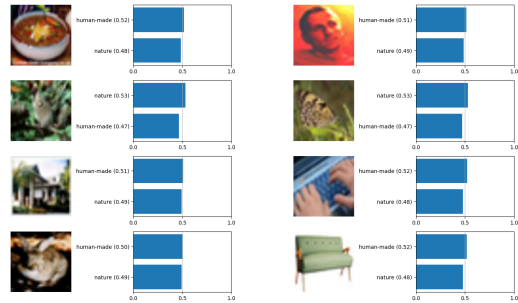 human-made (0.52)
nature (0.48)
0.0 0.5 1.0
human-made (0.51)
nature (0.49)
0.0 0.5 1.0
nature (0.53)
human-made (0.47)
0.0 0.5 1.0
nature (0.53)
human-made (0.47)
0.0 0.5 1.0
human-made (0.51)
nature (0.49)
0.0 0.5 1.0
human-made (0.52)
nature (0.48)
0.0 0.5 1.0
human-made (0.50)
nature (0.49)
0.0 0.5 1.0
human-made (0.52)
nature (0.48)
0.0 0.5 1.0